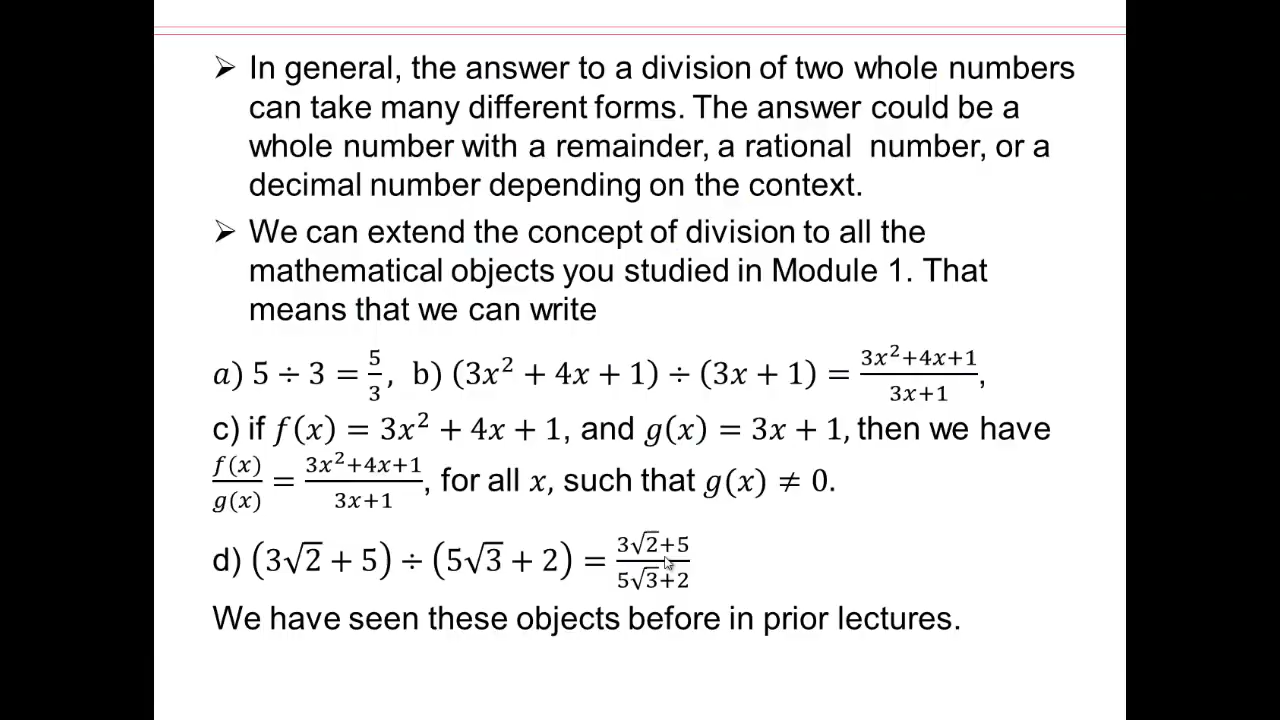 ➢ In general, the answer to a division of two whole numbers
can take many different forms. The answer could be a
whole number with a remainder, a rational number, or a
decimal number depending on the context.
➢ We can extend the concept of division to all the
mathematical objects you studied in Module 1. That
means that we can write
a) 5 ÷ 3 = 5/3, b) (3x² + 4x + 1) ÷ (3x + 1) = (3x²+4x+1)/(3x+1),
c) if f(x) = 3x² + 4x + 1, and g(x) = 3x + 1, then we have
f(x)/g(x) = (3x²+4x+1)/(3x+1), for all x, such that g(x) ≠ 0.
d) (3√2 + 5) ÷ (5√3 + 2) = (3√2+5)/(5√3+2)
We have seen these objects before in prior lectures.